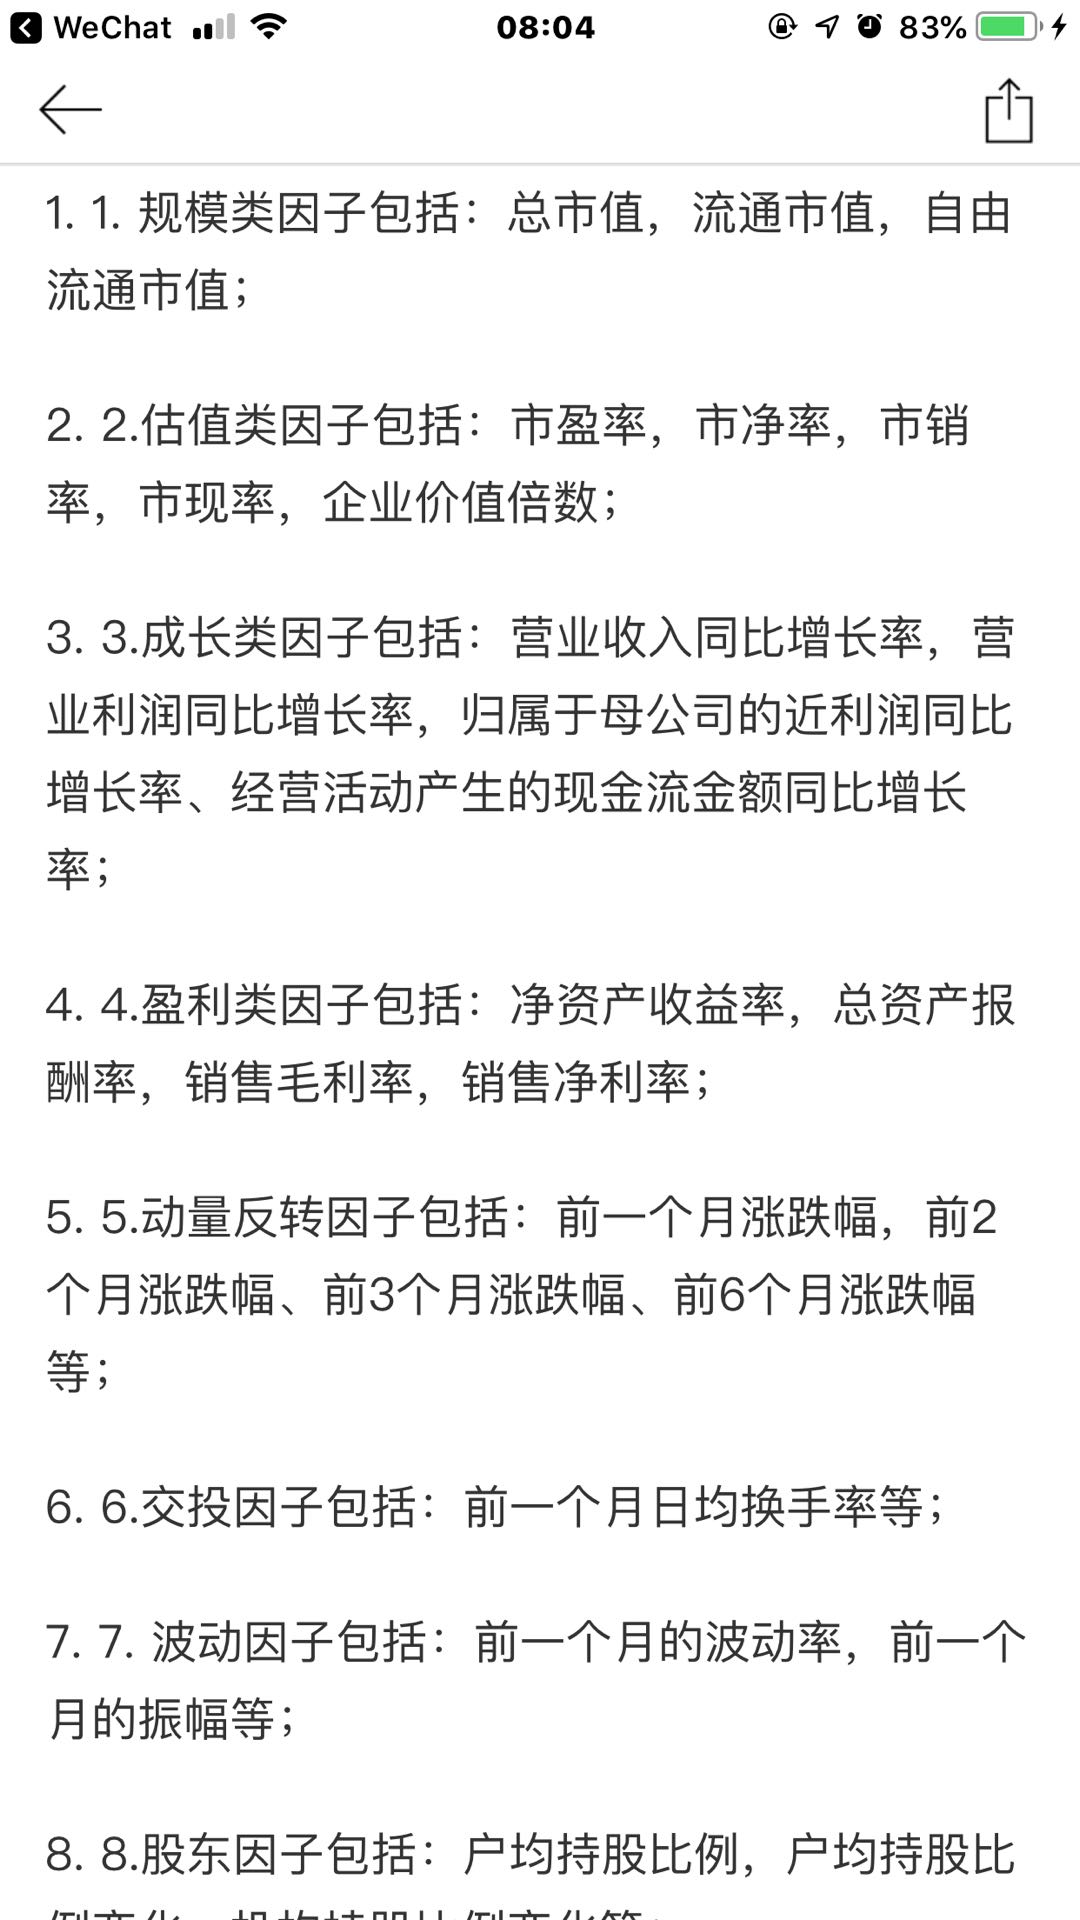 WeChat 08:04 83%
1. 1. 规模类因子包括：总市值，流通市值，自由
流通市值；
2. 2.估值类因子包括：市盈率，市净率，市销
率，市现率，企业价值倍数；
3. 3.成长类因子包括：营业收入同比增长率，营
业利润同比增长率，归属于母公司的近利润同比
增长率、经营活动产生的现金流金额同比增长
率；
4. 4.盈利类因子包括：净资产收益率，总资产报
酬率，销售毛利率，销售净利率；
5. 5.动量反转因子包括：前一个月涨跌幅，前2
个月涨跌幅、前3个月涨跌幅、前6个月涨跌幅
等；
6. 6.交投因子包括：前一个月日均换手率等；
7. 7. 波动因子包括：前一个月的波动率，前一个
月的振幅等；
8. 8.股东因子包括：户均持股比例，户均持股比